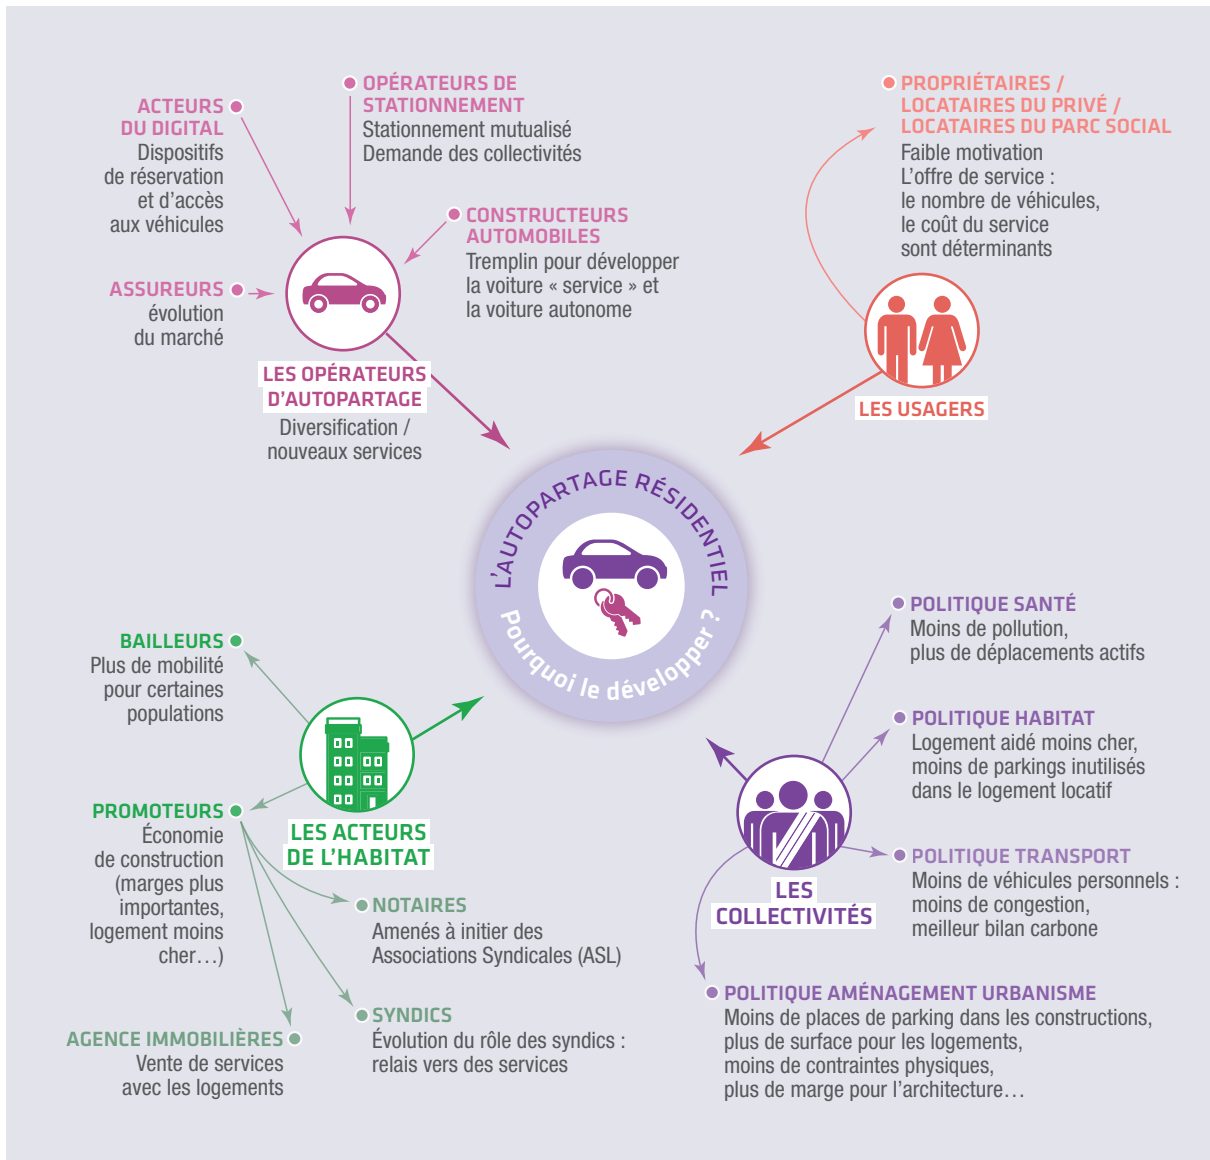 OPÉRATEURS DE
STATIONNEMENT
Stationnement mutualisé
Demande des collectivités
ACTEURS
DU DIGITAL
Dispositifs
de réservation
et d’accès
aux véhicules
CONSTRUCTEURS
AUTOMOBILES
Tremplin pour développer
la voiture « service » et
la voiture autonome
ASSUREURS
évolution
du marché
LES OPÉRATEURS
D’AUTOPARTAGE
Diversification /
nouveaux services
PROPRIÉTAIRES /
LOCATAIRES DU PRIVÉ /
LOCATAIRES DU PARC SOCIAL
Faible motivation
L’offre de service :
le nombre de véhicules,
le coût du service
sont déterminants
LES USAGERS
L’AUTOPARTAGE RÉSIDENTIEL
Pourquoi le développer ?
BAILLEURS
Plus de mobilité
pour certaines
populations
PROMOTEURS
Économie
de construction
(marges plus
importantes,
logement moins
cher…)
LES ACTEURS
DE L’HABITAT
NOTAIRES
Amenés à initier des
Associations Syndicales (ASL)
SYNDICS
Évolution du rôle des syndics :
relais vers des services
AGENCE IMMOBILIÈRES
Vente de services
avec les logements
POLITIQUE SANTÉ
Moins de pollution,
plus de déplacements actifs
POLITIQUE HABITAT
Logement aidé moins cher,
moins de parkings inutilisés
dans le logement locatif
POLITIQUE TRANSPORT
Moins de véhicules personnels :
moins de congestion,
meilleur bilan carbone
LES
COLLECTIVITÉS
POLITIQUE AMÉNAGEMENT URBANISME
Moins de places de parking dans les constructions,
plus de surface pour les logements,
moins de contraintes physiques,
plus de marge pour l’architecture…